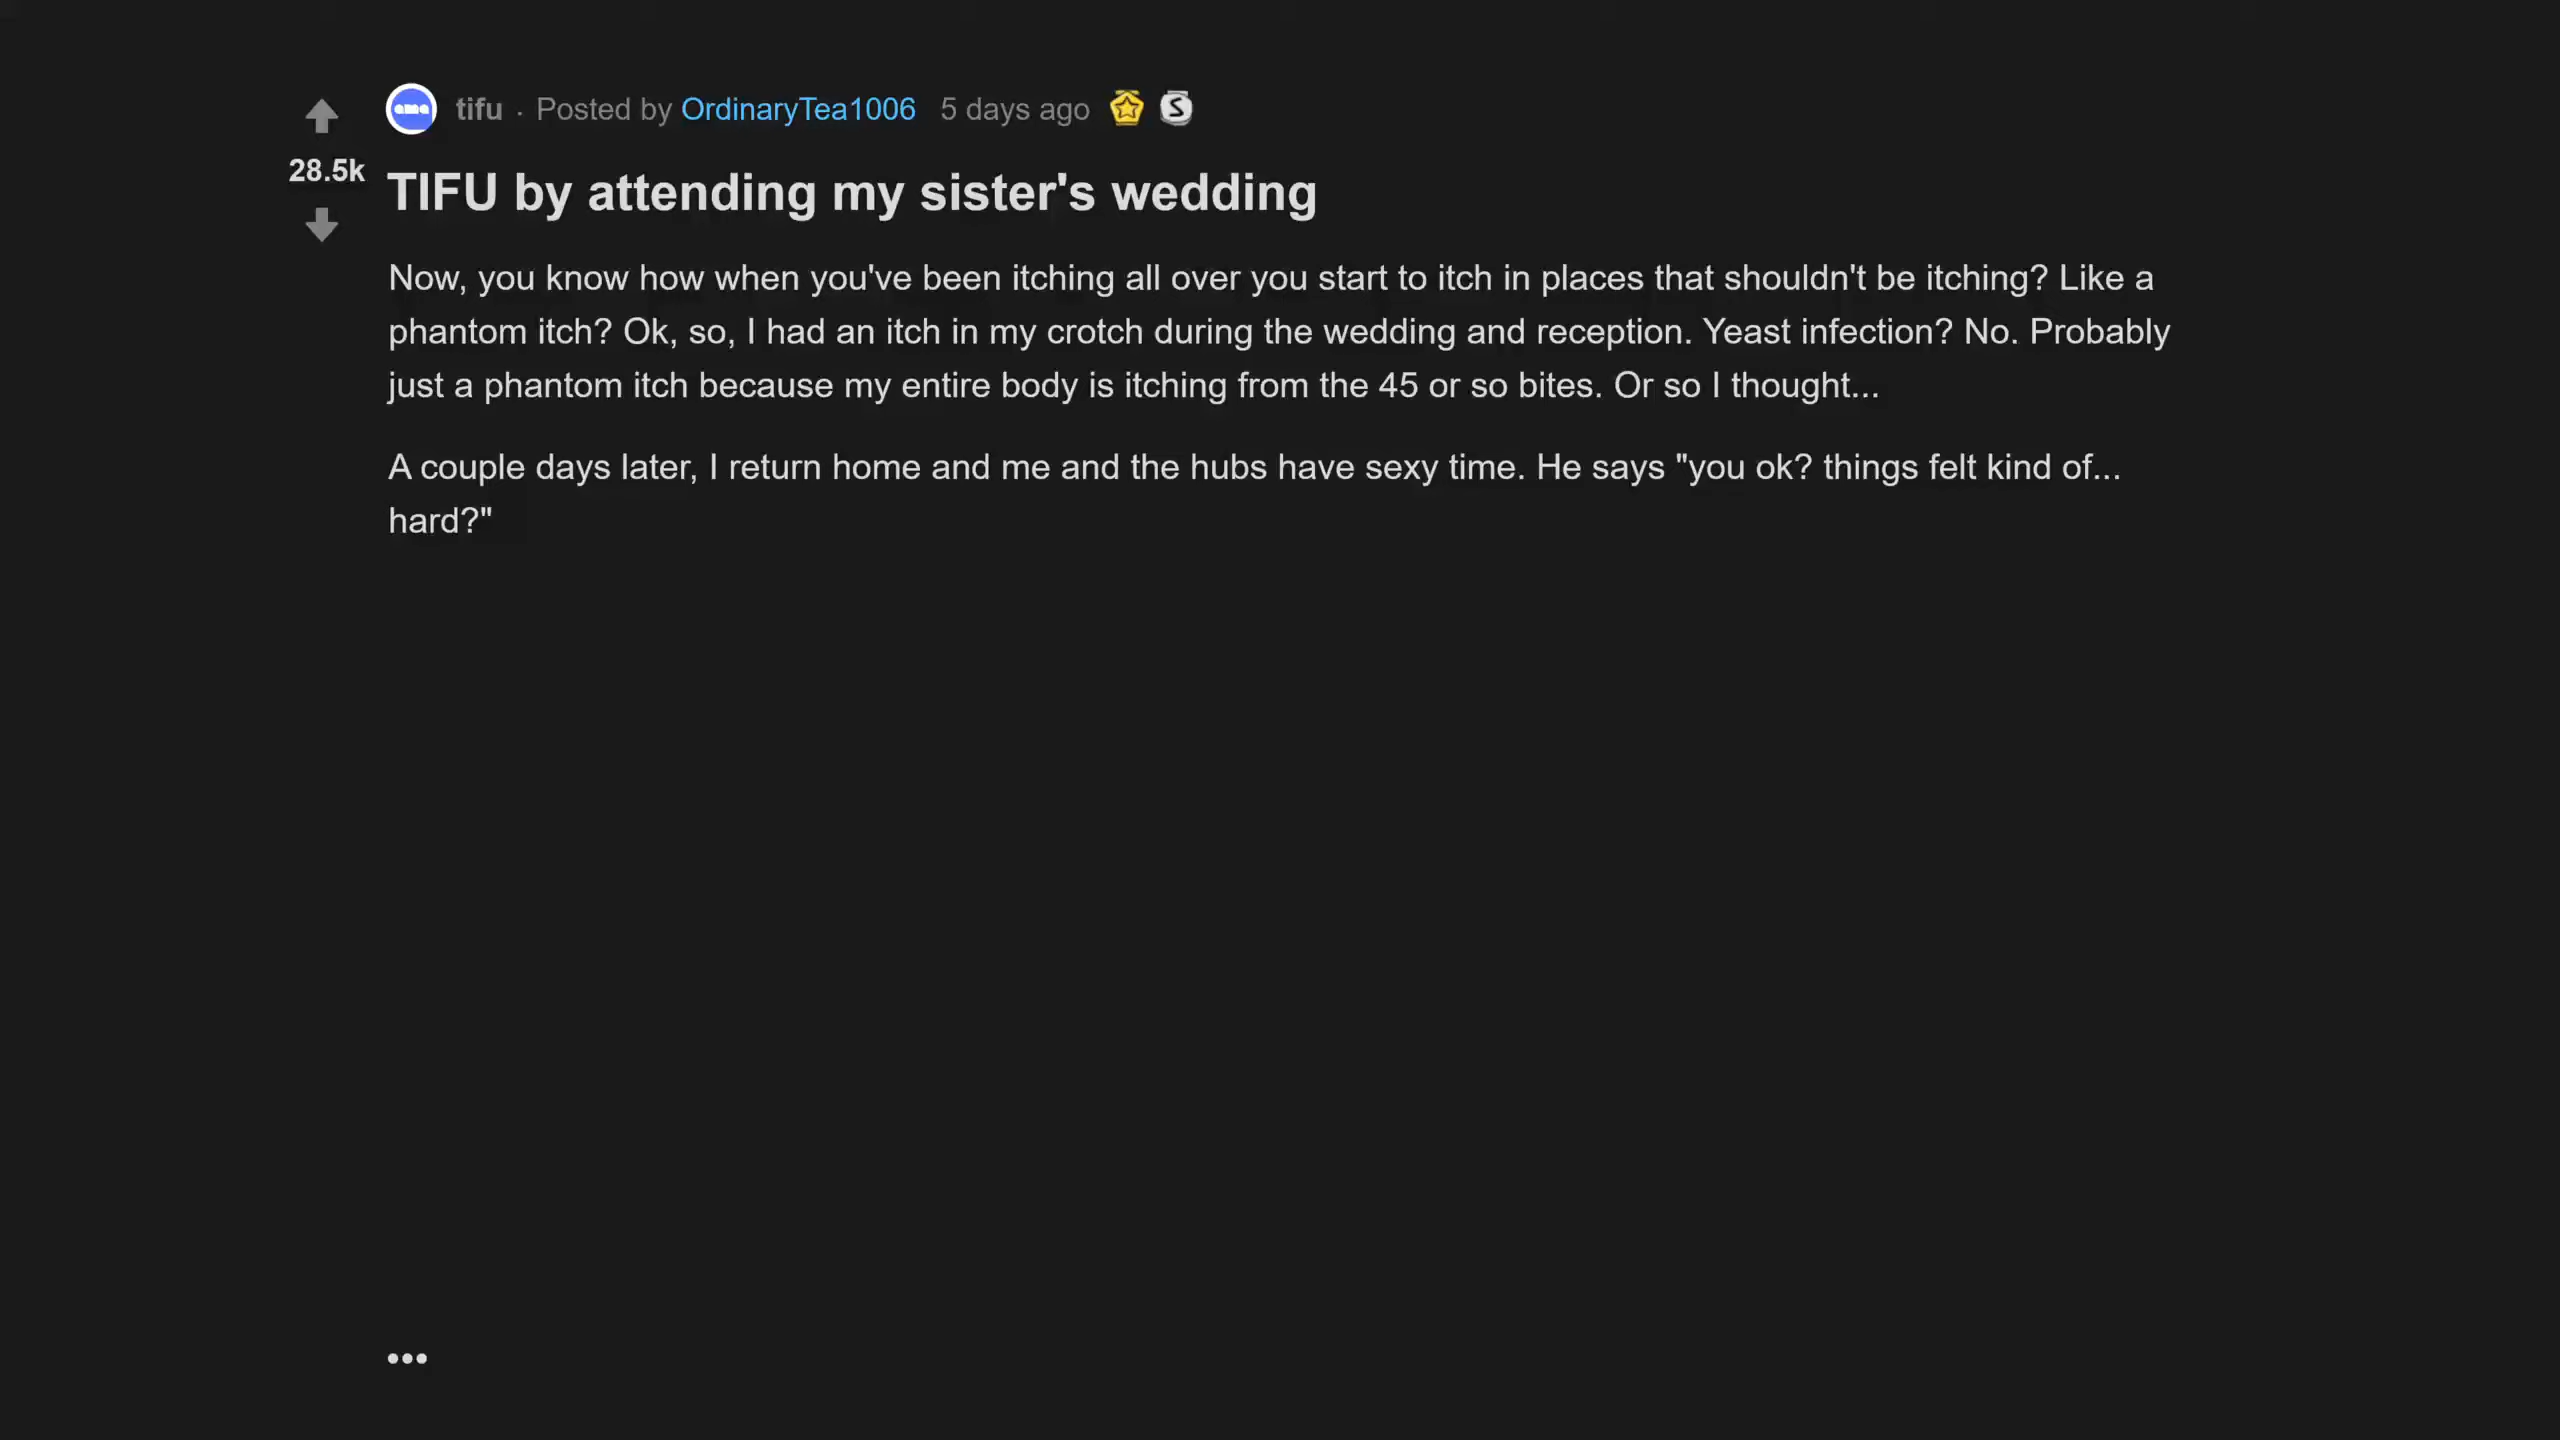 tifu · Posted by OrdinaryTea1006 5 days ago
28.5k
TIFU by attending my sister's wedding
Now, you know how when you've been itching all over you start to itch in places that shouldn't be itching? Like a
phantom itch? Ok, so, I had an itch in my crotch during the wedding and reception. Yeast infection? No. Probably
just a phantom itch because my entire body is itching from the 45 or so bites. Or so I thought...
A couple days later, I return home and me and the hubs have sexy time. He says "you ok? things felt kind of...
hard?"
•••